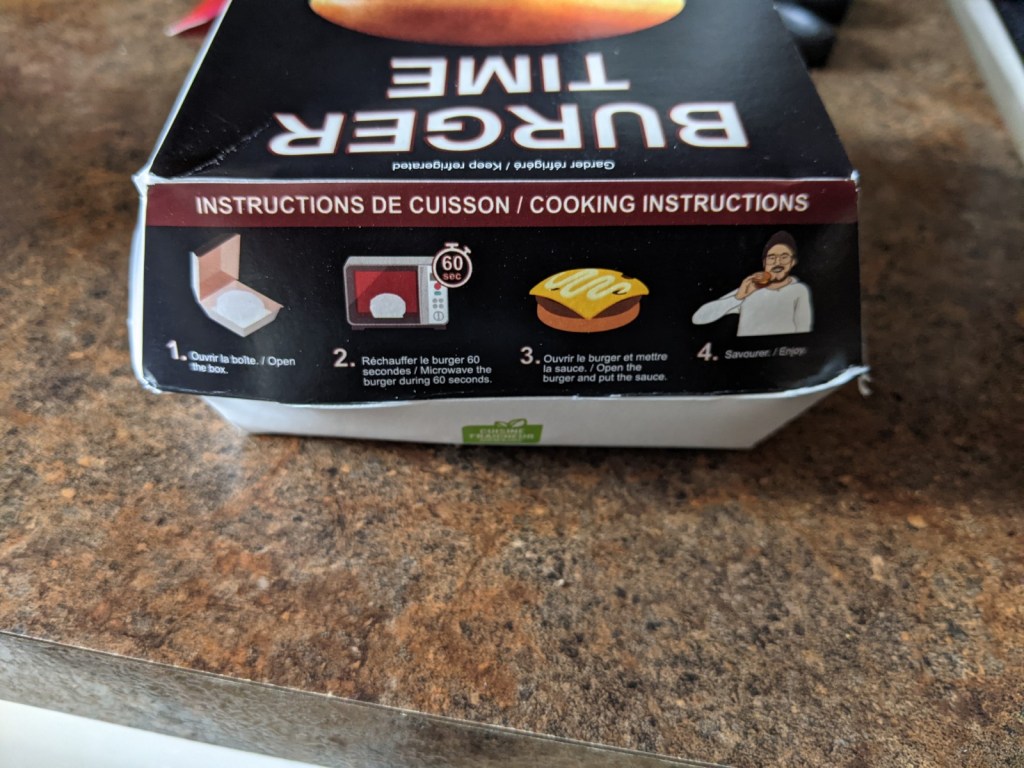 BURGER
TIME
Garder réfrigéré / Keep refrigerated
INSTRUCTIONS DE CUISSON / COOKING INSTRUCTIONS
60
sec
1. Ouvrir la boîte. / Open
the box.
2. Réchauffer le burger 60
secondes / Microwave the
burger during 60 seconds.
3. Ouvrir le burger et mettre
la sauce. / Open the
burger and put the sauce.
4. Savourer. / Enjoy.
CUISINE
FRAÎCHEUR